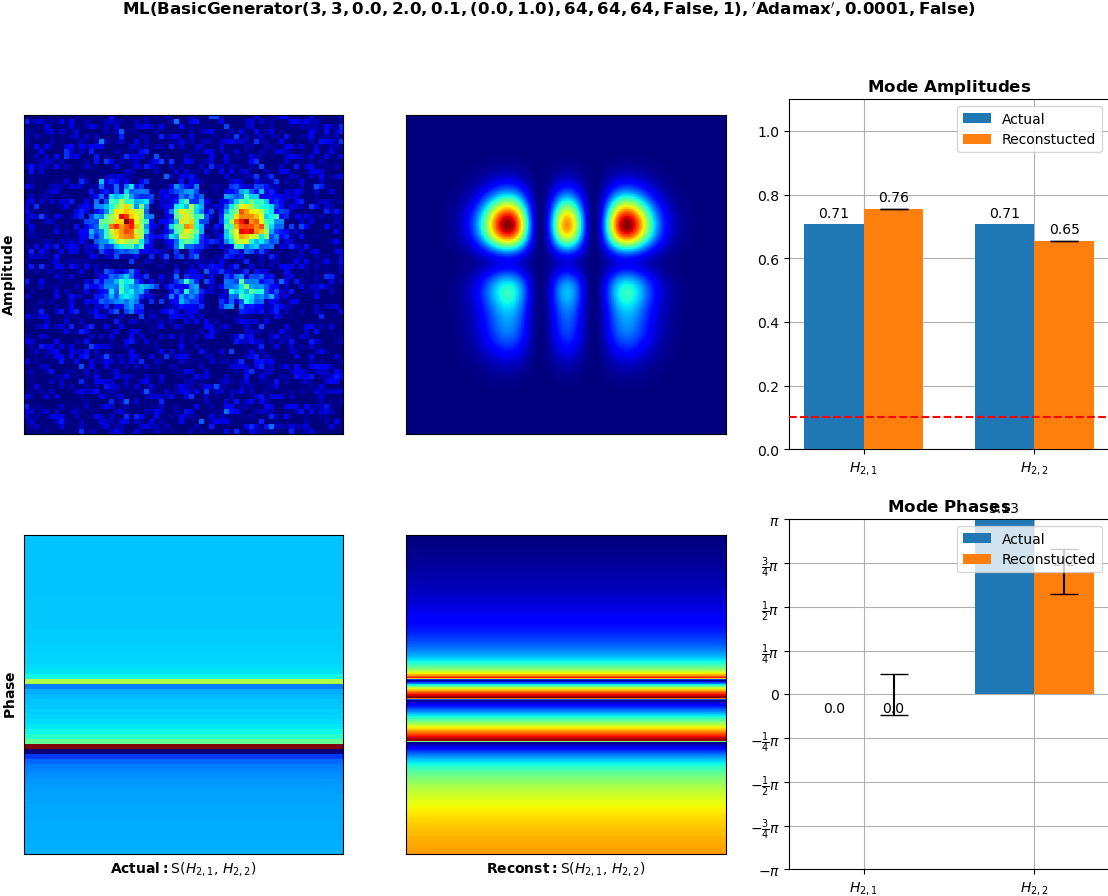 ML(BasicGenerator(3, 3, 0.0, 2.0, 0.1, (0.0, 1.0), 64, 64, 64, False, 1), 'Adamax', 0.0001, False)
Amplitude
Mode Amplitudes
Actual
Reconstucted
1.0
0.8
0.6
0.4
0.2
0.0
0.71
0.76
0.71
0.65
H2,1
H2,2
Phase
Actual: S(H2,1, H2,2)
Reconst: S(H2,1, H2,2)
Mode Phases
Actual
Reconstucted
π
3/4π
1/2π
1/4π
0
−1/4π
−1/2π
−3/4π
−π
0.0
0.0
H2,1
H2,2